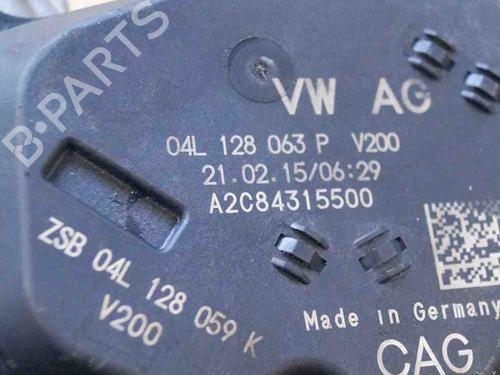 B-PARTS
VW AG
04L 128 063 P V200
21.02.15/06:29
A2C84315500
ZSB 04L 128 059 K
V200
Made in Germany
CAG